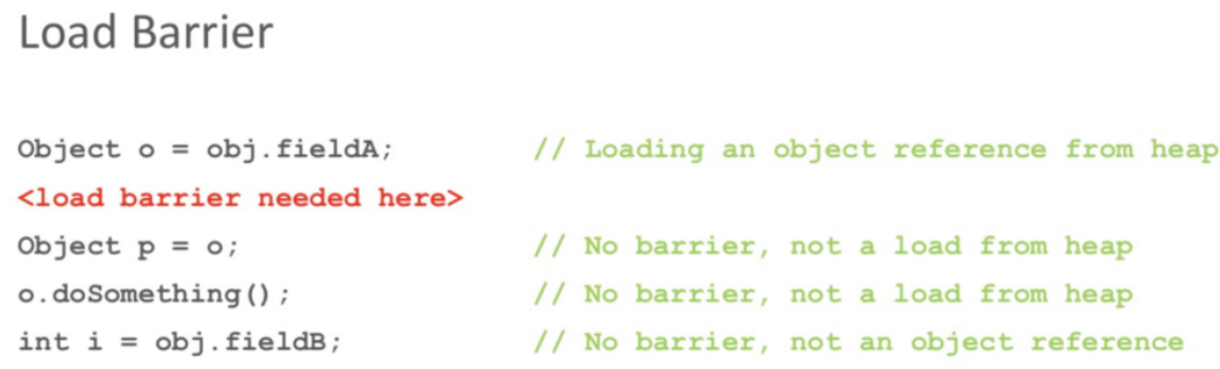 Load Barrier
Object o = obj.fieldA; // Loading an object reference from heap
<load barrier needed here>
Object p = o; // No barrier, not a load from heap
o.doSomething(); // No barrier, not a load from heap
int i = obj.fieldB; // No barrier, not an object reference